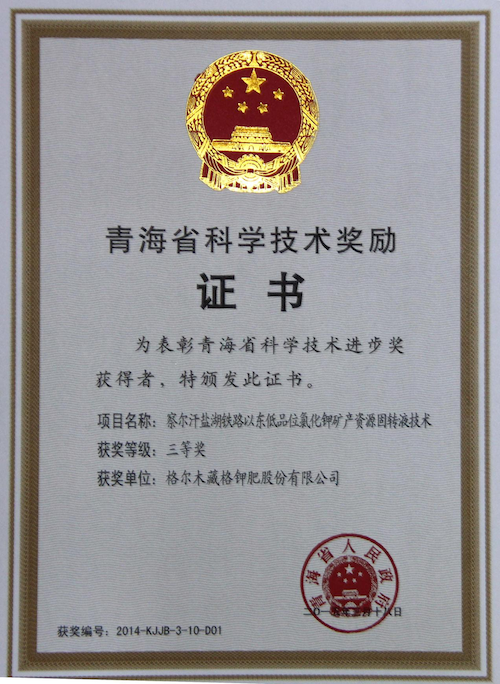 青海省科学技术奖励
证书
为表彰青海省科学技术进步奖
获得者，特颁发此证书。
项目名称：察尔汗盐湖铁路以东低品位氯化钾矿产资源固转液技术
获奖等级：三等奖
获奖单位：格尔木藏格钾肥股份有限公司
青海省人民政府
获奖编号：2014-KJJB-3-10-D01